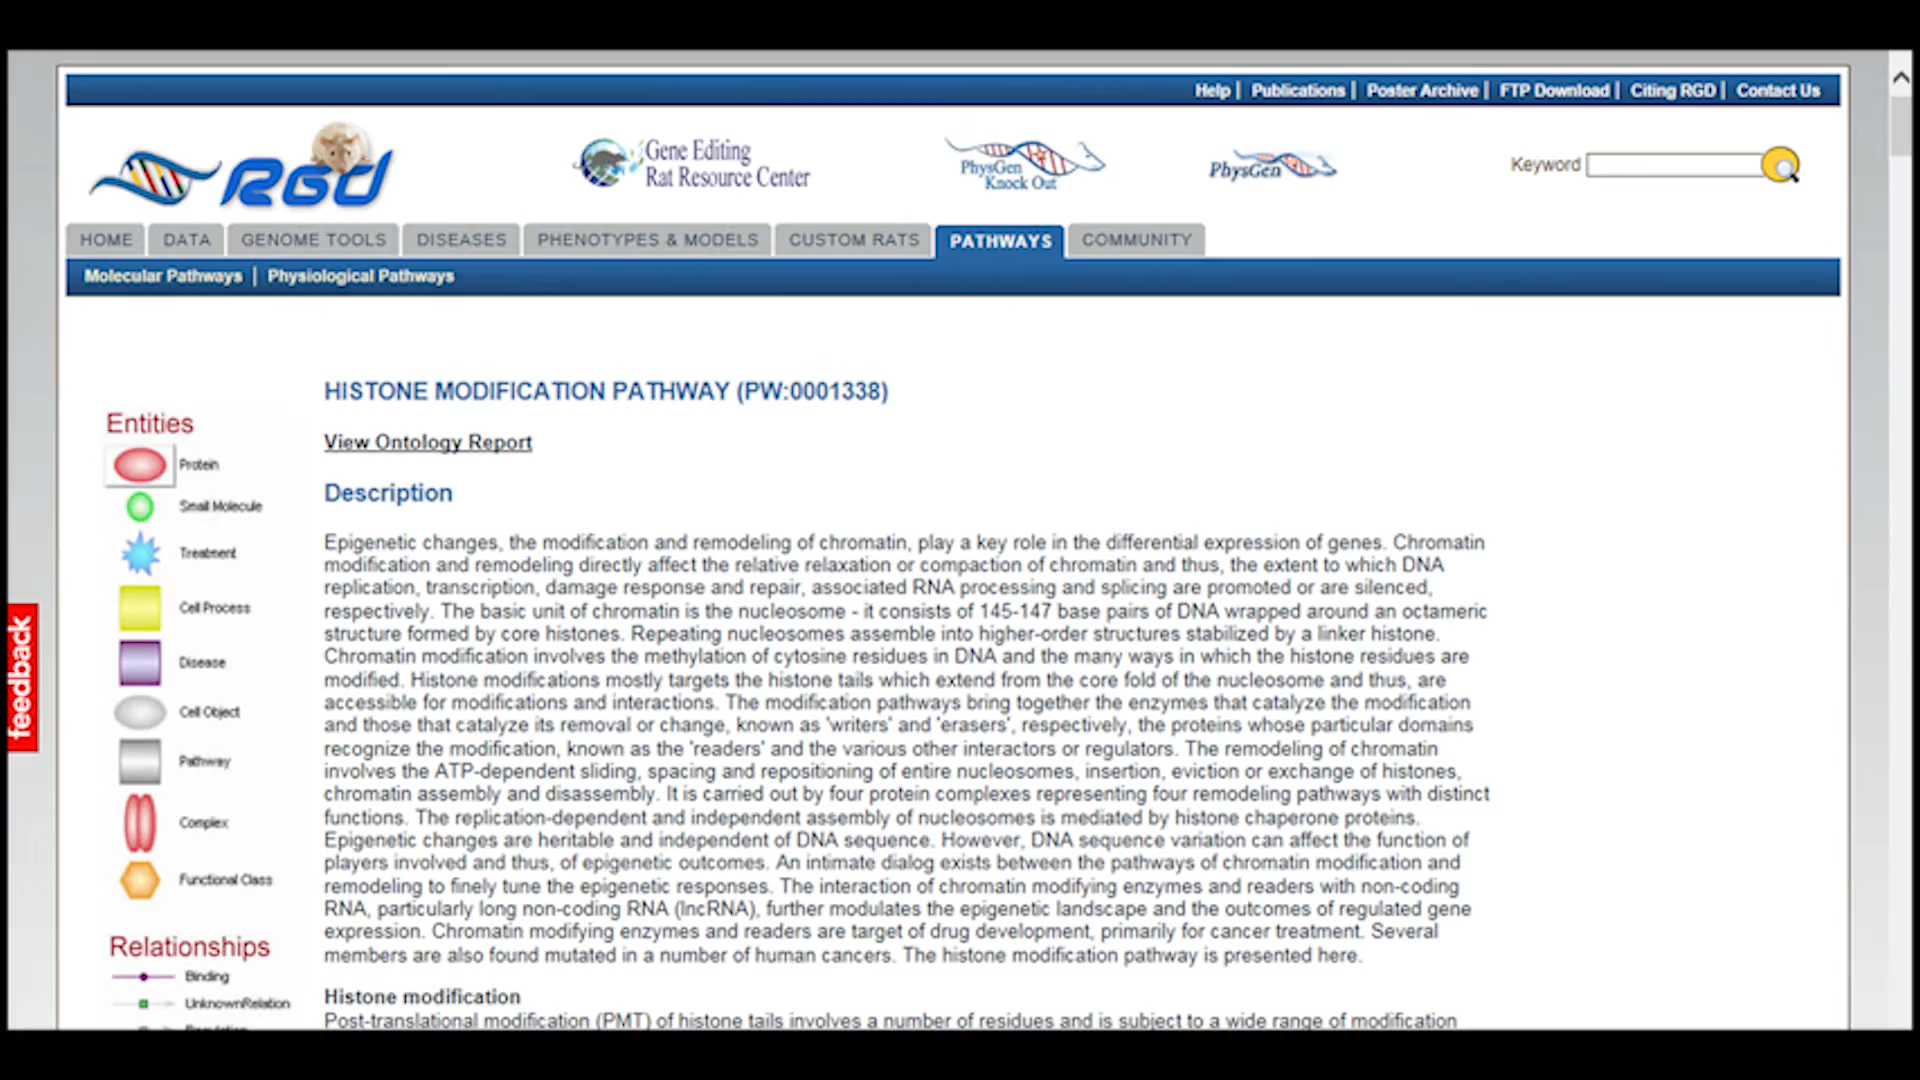 Help | Publications | Poster Archive | FTP Download | Citing RGD | Contact Us
RGD
Gene Editing
Rat Resource Center
PhysGen
Knock Out
PhysGen
Keyword
HOME DATA GENOME TOOLS DISEASES PHENOTYPES & MODELS CUSTOM RATS PATHWAYS COMMUNITY
Molecular Pathways | Physiological Pathways
HISTONE MODIFICATION PATHWAY (PW:0001338)
View Ontology Report
Description
Epigenetic changes, the modification and remodeling of chromatin, play a key role in the differential expression of genes. Chromatin
modification and remodeling directly affect the relative relaxation or compaction of chromatin and thus, the extent to which DNA
replication, transcription, damage response and repair, associated RNA processing and splicing are promoted or are silenced,
respectively. The basic unit of chromatin is the nucleosome - it consists of 145-147 base pairs of DNA wrapped around an octameric
structure formed by core histones. Repeating nucleosomes assemble into higher-order structures stabilized by a linker histone.
Chromatin modification involves the methylation of cytosine residues in DNA and the many ways in which the histone residues are
modified. Histone modifications mostly targets the histone tails which extend from the core fold of the nucleosome and thus, are
accessible for modifications and interactions. The modification pathways bring together the enzymes that catalyze the modification
and those that catalyze its removal or change, known as 'writers' and 'erasers', respectively, the proteins whose particular domains
recognize the modification, known as the 'readers' and the various other interactors or regulators. The remodeling of chromatin
involves the ATP-dependent sliding, spacing and repositioning of entire nucleosomes, insertion, eviction or exchange of histones,
chromatin assembly and disassembly. It is carried out by four protein complexes representing four remodeling pathways with distinct
functions. The replication-dependent and independent assembly of nucleosomes is mediated by histone chaperone proteins.
Epigenetic changes are heritable and independent of DNA sequence. However, DNA sequence variation can affect the function of
players involved and thus, of epigenetic outcomes. An intimate dialog exists between the pathways of chromatin modification and
remodeling to finely tune the epigenetic responses. The interaction of chromatin modifying enzymes and readers with non-coding
RNA, particularly long non-coding RNA (lncRNA), further modulates the epigenetic landscape and the outcomes of regulated gene
expression. Chromatin modifying enzymes and readers are target of drug development, primarily for cancer treatment. Several
members are also found mutated in a number of human cancers. The histone modification pathway is presented here.
Histone modification
Post-translational modification (PMT) of histone tails involves a number of residues and is subject to a wide range of modification
Entities
Protein
Small Molecule
Treatment
Cell Process
Disease
Cell Object
Pathway
Complex
Functional Class
Relationships
Binding
UnknownRelation
feedback